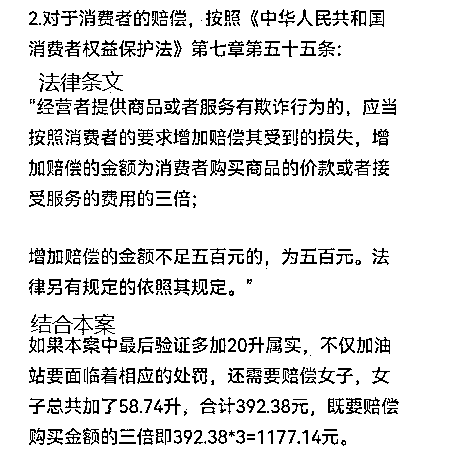 2.对于消费者的赔偿，按照《中华人民共和国
消费者权益保护法》第七章第五十五条：
法律条文
“经营者提供商品或者服务有欺诈行为的，应当
按照消费者的要求增加赔偿其受到的损失，增
加赔偿的金额为消费者购买商品的价款或者接
受服务的费用的三倍；
增加赔偿的金额不足五百元的，为五百元。法
律另有规定的依照其规定。”
结合本案
如果本案中最后验证多加20升属实，不仅加油
站要面临着相应的处罚，还需要赔偿女子，女
子总共加了58.74升，合计392.38元，既要赔偿
购买金额的三倍即392.38*3=1177.14元。